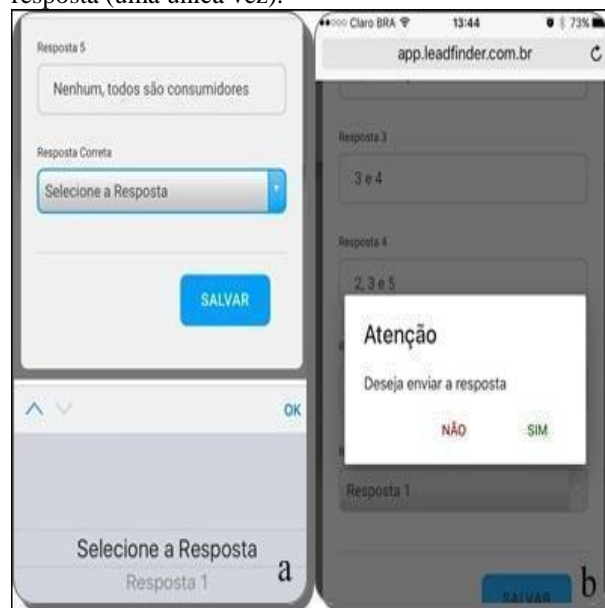 resposta (uma única vez).
Resposta 5
Nenhum, todos são consumidores
Resposta Correta
Selecione a Resposta
SALVAR
OK
Selecione a Resposta
Resposta 1
a
Claro BRA 13:44 73%
app.leadfinder.com.br
Resposta 3
3 e 4
Resposta 4
2, 3 e 5
Atenção
Deseja enviar a resposta
NÃO SIM
Resposta 1
SALVAR
b